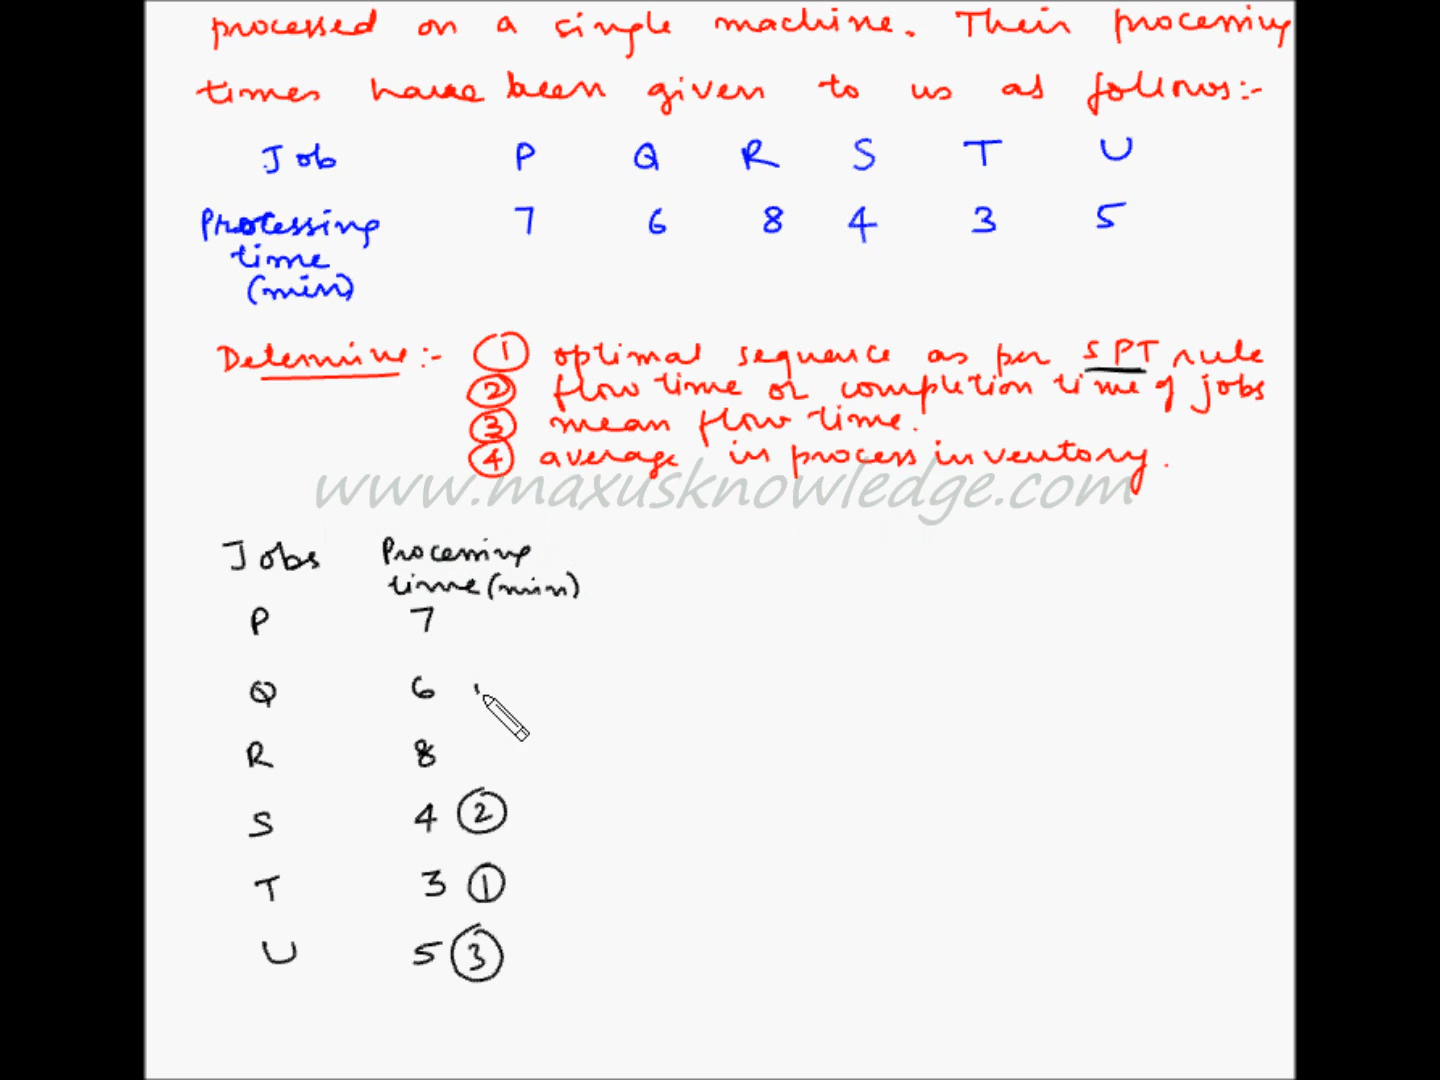 processed on a single machine. Their processing
times have been given to us as follows:-
Job P Q R S T U
Processing 7 6 8 4 3 5
time
(min)
Determine:- ① optimal sequence as per SPT rule
② flow time or completion time of jobs
③ mean flow time.
④ average in process inventory.
www.maxusknowledge.com
Jobs Processing
time (min)
P 7
Q 6
R 8
S 4 ②
T 3 ①
U 5 ③